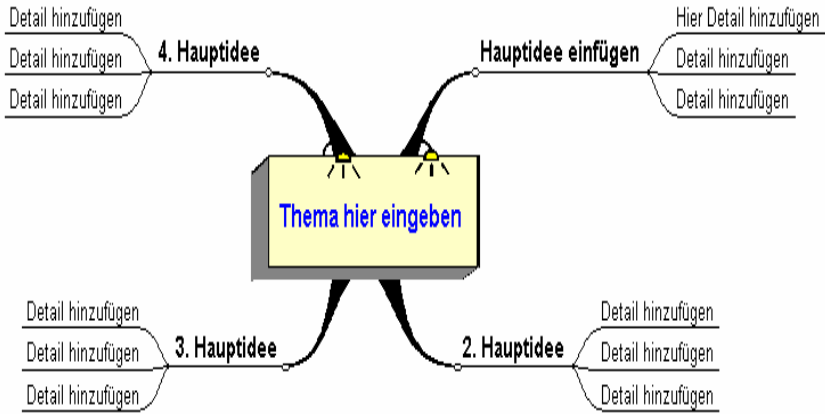 Detail hinzufügen
Detail hinzufügen
Detail hinzufügen
4. Hauptidee
Hauptidee einfügen
Hier Detail hinzufügen
Detail hinzufügen
Detail hinzufügen
Thema hier eingeben
Detail hinzufügen
Detail hinzufügen
Detail hinzufügen
3. Hauptidee
2. Hauptidee
Detail hinzufügen
Detail hinzufügen
Detail hinzufügen